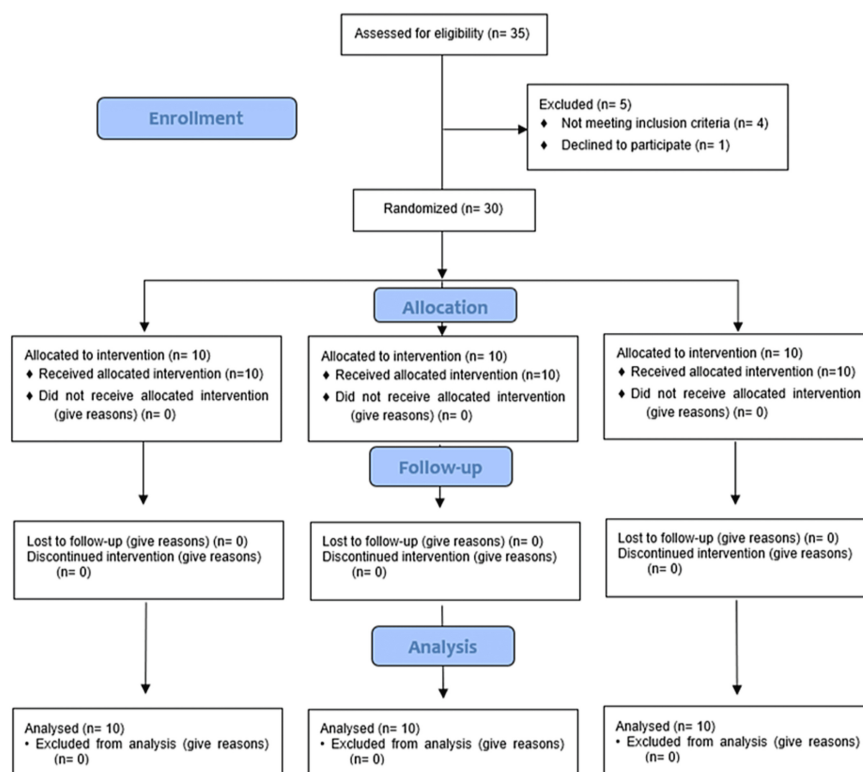 Assessed for eligibility (n= 35)
Enrollment
Excluded (n= 5)
♦ Not meeting inclusion criteria (n= 4)
♦ Declined to participate (n= 1)
Randomized (n= 30)
Allocation
Allocated to intervention (n= 10)
♦ Received allocated intervention (n=10)
♦ Did not receive allocated intervention
(give reasons) (n= 0)
Allocated to intervention (n= 10)
♦ Received allocated intervention (n=10)
♦ Did not receive allocated intervention
(give reasons) (n= 0)
Allocated to intervention (n= 10)
♦ Received allocated intervention (n=10)
♦ Did not receive allocated intervention
(give reasons) (n= 0)
Follow-up
Lost to follow-up (give reasons) (n= 0)
Discontinued intervention (give reasons)
(n= 0)
Lost to follow-up (give reasons) (n= 0)
Discontinued intervention (give reasons)
(n= 0)
Lost to follow-up (give reasons) (n= 0)
Discontinued intervention (give reasons)
(n= 0)
Analysis
Analysed (n= 10)
• Excluded from analysis (give reasons)
(n= 0)
Analysed (n= 10)
• Excluded from analysis (give reasons)
(n= 0)
Analysed (n= 10)
• Excluded from analysis (give reasons)
(n= 0)